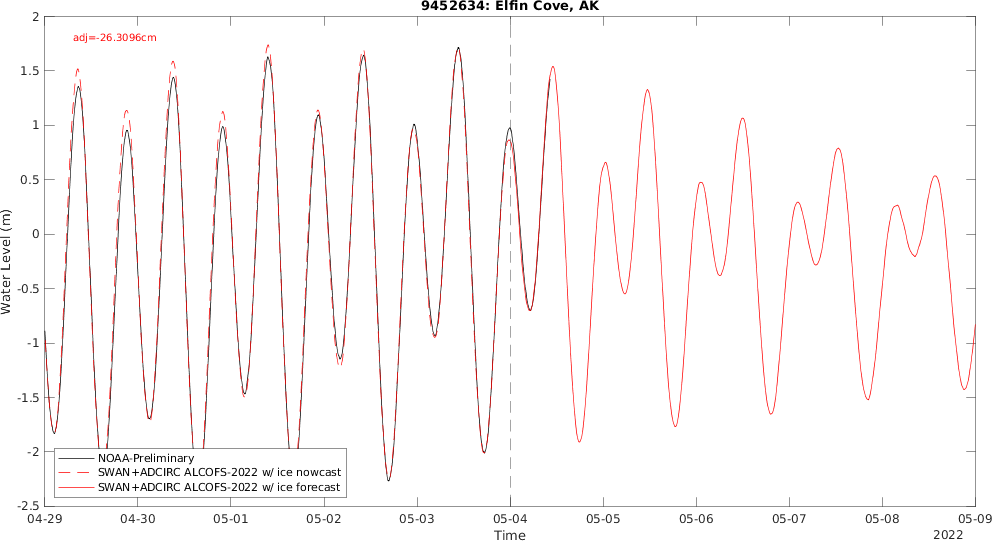 9452634: Elfin Cove, AK
adj=-26.3096cm
2
1.5
1
0.5
0
-0.5
-1
-1.5
-2
-2.5
Water Level (m)
NOAA-Preliminary
SWAN+ADCIRC ALCOFS-2022 w/ ice nowcast
SWAN+ADCIRC ALCOFS-2022 w/ ice forecast
04-29 04-30 05-01 05-02 05-03 05-04 05-05 05-06 05-07 05-08 05-09
Time
2022